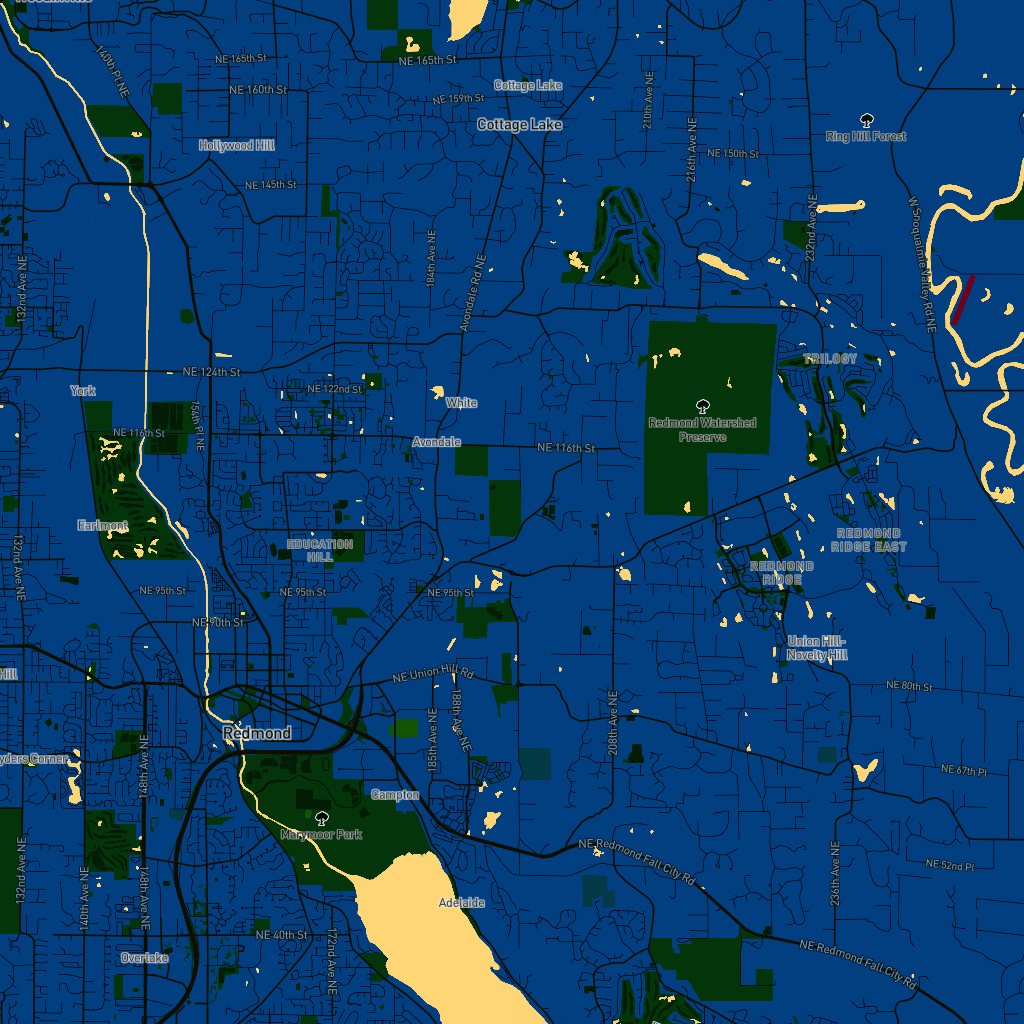 NE 165th St
NE 165th St
140th Pl NE
NE 160th St
Cottage Lake
NE 159th St
210th Ave NE
Cottage Lake
Ring Hill Forest
Hollywood Hill
216th Ave NE
NE 150th St
NE 145th St
232nd Ave NE
W Snoqualmie Valley Rd NE
184th Ave NE
132nd Ave NE
Avondale Rd NE
TRILOGY
NE 124th St
York
NE 122nd St
White
154th Pl NE
Redmond Watershed
Preserve
NE 116th St
Avondale
NE 116th St
Earlmont
EDUCATION
HILL
REDMOND
RIDGE EAST
132nd Ave NE
REDMOND
RIDGE
NE 95th St
NE 95th St
NE 95th St
NE 90th St
Union Hill-
Novelty Hill
Hill
NE Union Hill Rd
NE 80th St
188th Ave NE
208th Ave NE
Redmond
185th Ave NE
yders Corner
148th Ave NE
NE 67th Pl
Campton
Marymoor Park
NE Redmond Fall City Rd
132nd Ave NE
140th Ave NE
148th Ave NE
236th Ave NE
NE 52nd Pl
Adelaide
NE 40th St
172nd Ave NE
NE Redmond Fall City Rd
Overlake